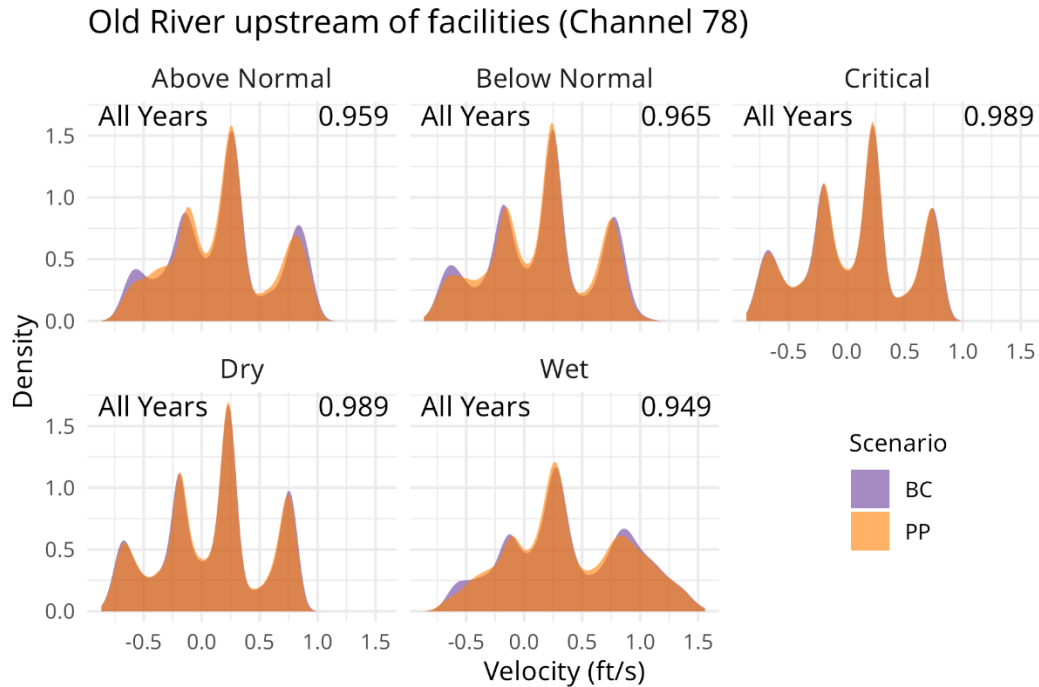 Old River upstream of facilities (Channel 78)
Above Normal Below Normal Critical
All Years 0.959 All Years 0.965 All Years 0.989
1.5
1.0
0.5
0.0
-0.5 0.0 0.5 1.0 1.5
Density
Dry Wet
All Years 0.989 All Years 0.949
1.5
1.0
0.5
0.0
-0.5 0.0 0.5 1.0 1.5 -0.5 0.0 0.5 1.0 1.5
Velocity (ft/s)
Scenario
BC
PP